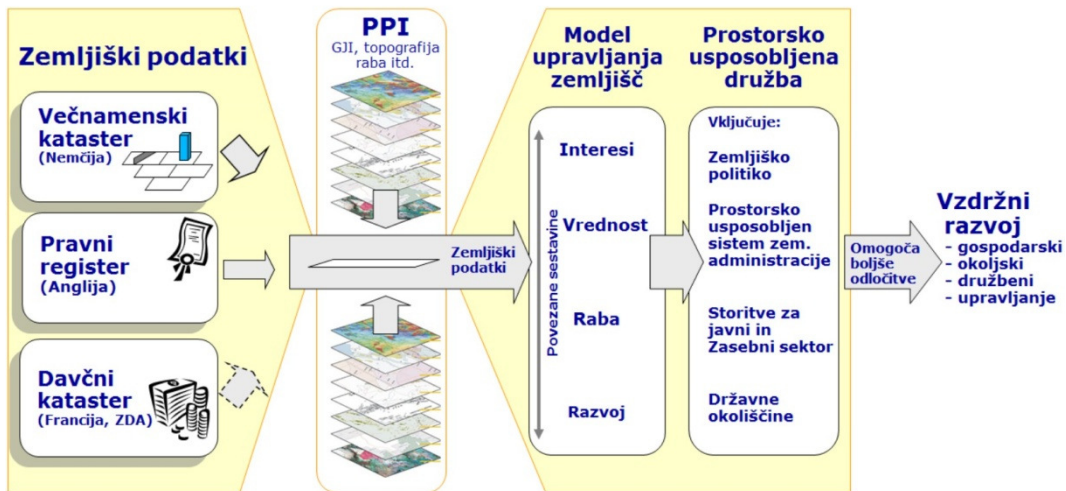 Zemljiški podatki
Večnamenski
kataster
(Nemčija)
Pravni
register
(Anglija)
Davčni
kataster
(Francija, ZDA)
PPI
GJI, topografija
raba itd.
Zemljiški
podatki
Model
upravljanja
zemljišč
Povezane sestavine
Interesi
Vrednost
Raba
Razvoj
Prostorsko
usposobljena
družba
Vključuje:
Zemljiško
politiko
Prostorsko
usposobljen
sistem zem.
administracije
Storitve za
javni in
Zasebni sektor
Državne
okoliščine
Omogoča
boljše
odločitve
Vzdržni
razvoj
- gospodarski
- okoljski
- družbeni
- upravljanje